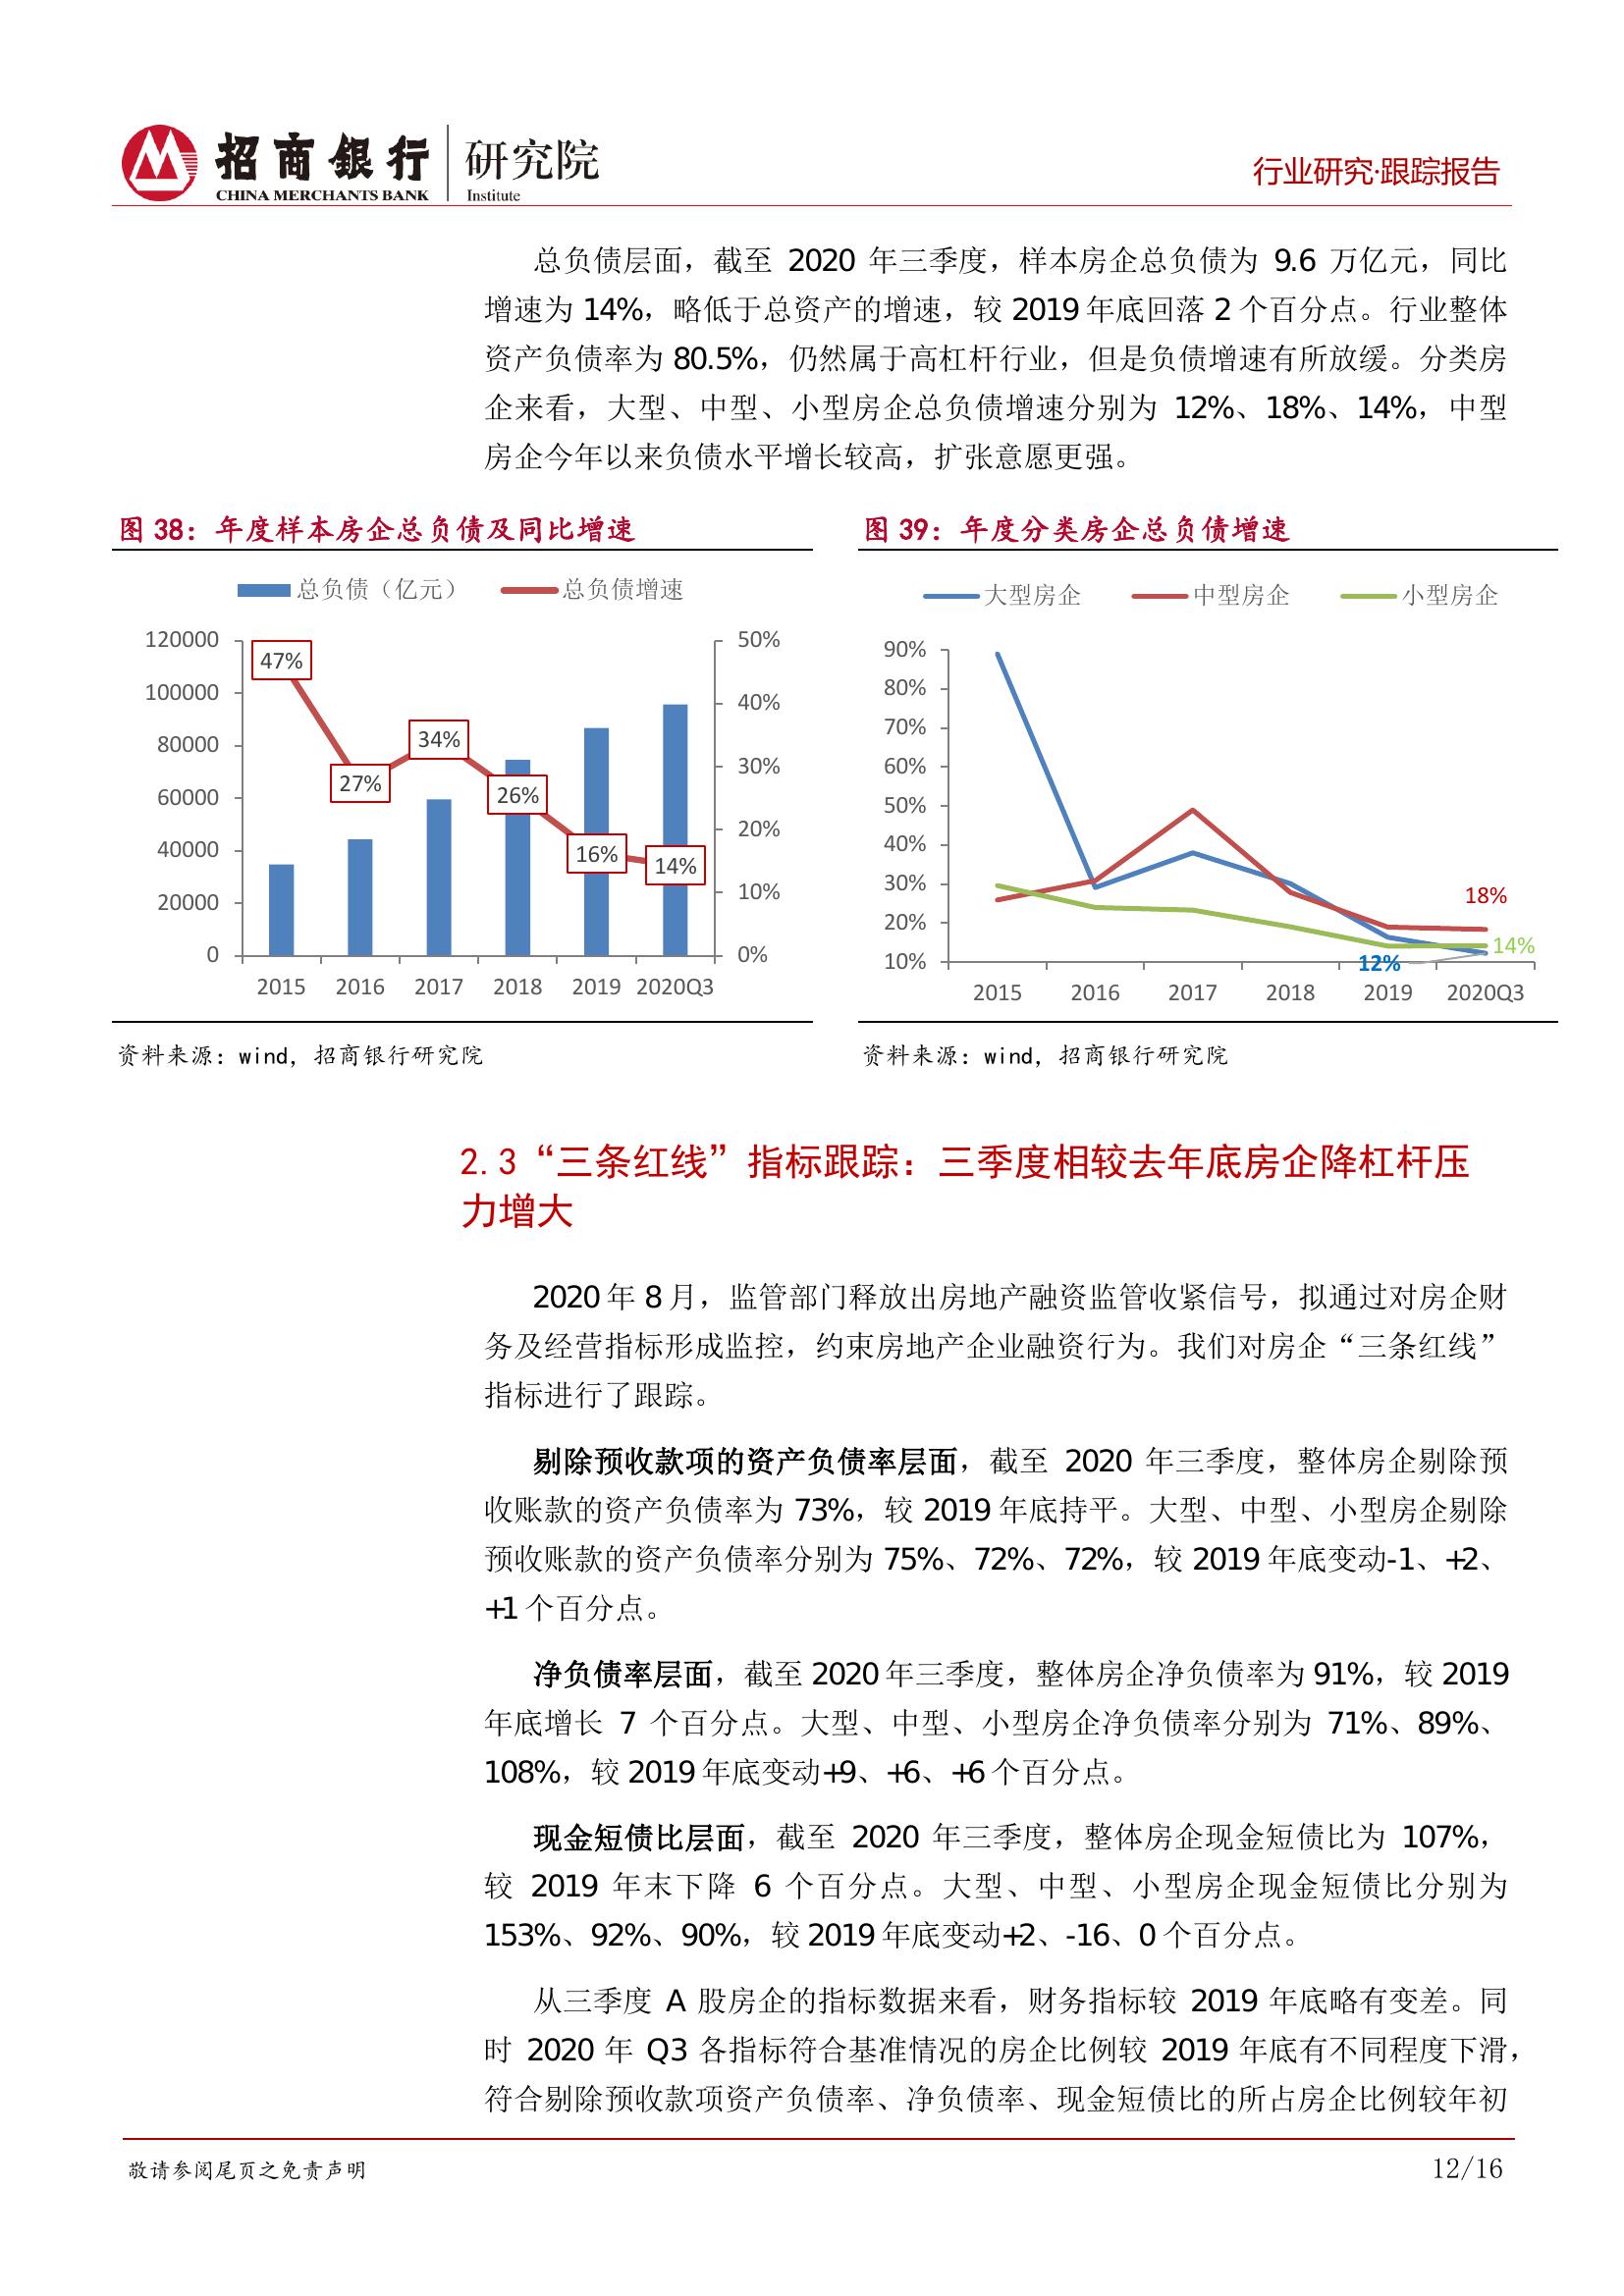 招商银行 研究院
CHINA MERCHANTS BANK Institute
行业研究·跟踪报告
总负债层面，截至 2020 年三季度，样本房企总负债为 9.6 万亿元，同比
增速为 14%，略低于总资产的增速，较 2019 年底回落 2 个百分点。行业整体
资产负债率为 80.5%，仍然属于高杠杆行业，但是负债增速有所放缓。分类房
企来看，大型、中型、小型房企总负债增速分别为 12%、18%、14%，中型
房企今年以来负债水平增长较高，扩张意愿更强。
图 38：年度样本房企总负债及同比增速
总负债（亿元） 总负债增速
120000
100000
80000
60000
40000
20000
0
50%
40%
30%
20%
10%
0%
47%
27%
34%
26%
16%
14%
2015 2016 2017 2018 2019 2020Q3
资料来源：wind，招商银行研究院
图 39：年度分类房企总负债增速
大型房企 中型房企 小型房企
90%
80%
70%
60%
50%
40%
30%
20%
10%
18%
14%
12%
2015 2016 2017 2018 2019 2020Q3
资料来源：wind，招商银行研究院
2.3“三条红线”指标跟踪：三季度相较去年底房企降杠杆压
力增大
2020 年 8 月，监管部门释放出房地产融资监管收紧信号，拟通过对房企财
务及经营指标形成监控，约束房地产企业融资行为。我们对房企“三条红线”
指标进行了跟踪。
剔除预收款项的资产负债率层面，截至 2020 年三季度，整体房企剔除预
收账款的资产负债率为 73%，较 2019 年底持平。大型、中型、小型房企剔除
预收账款的资产负债率分别为 75%、72%、72%，较 2019 年底变动-1、+2、
+1 个百分点。
净负债率层面，截至 2020 年三季度，整体房企净负债率为 91%，较 2019
年底增长 7 个百分点。大型、中型、小型房企净负债率分别为 71%、89%、
108%，较 2019 年底变动+9、+6、+6 个百分点。
现金短债比层面，截至 2020 年三季度，整体房企现金短债比为 107%，
较 2019 年末下降 6 个百分点。大型、中型、小型房企现金短债比分别为
153%、92%、90%，较 2019 年底变动+2、-16、0 个百分点。
从三季度 A 股房企的指标数据来看，财务指标较 2019 年底略有变差。同
时 2020 年 Q3 各指标符合基准情况的房企比例较 2019 年底有不同程度下滑，
符合剔除预收款项资产负债率、净负债率、现金短债比的所占房企比例较年初
敬请参阅尾页之免责声明
12/16